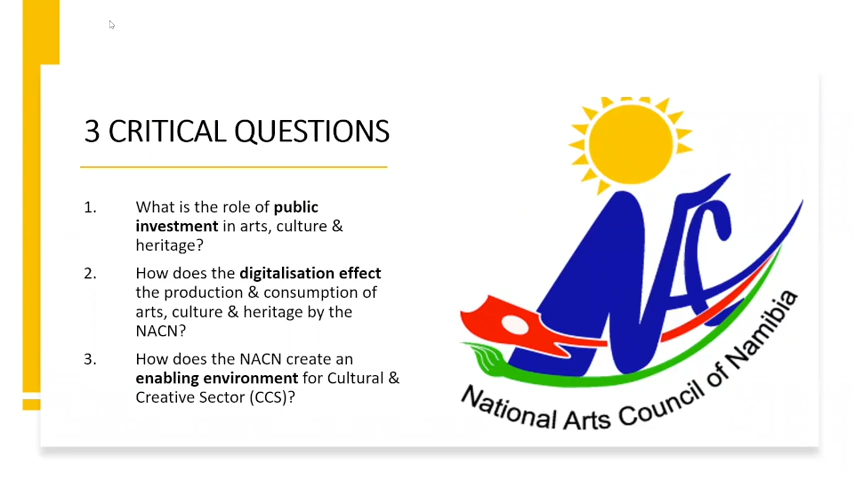 3 CRITICAL QUESTIONS
1. What is the role of public
investment in arts, culture &
heritage?
2. How does the digitalisation effect
the production & consumption of
arts, culture & heritage by the
NACN?
3. How does the NACN create an
enabling environment for Cultural &
Creative Sector (CCS)?
NAC
National Arts Council of Namibia